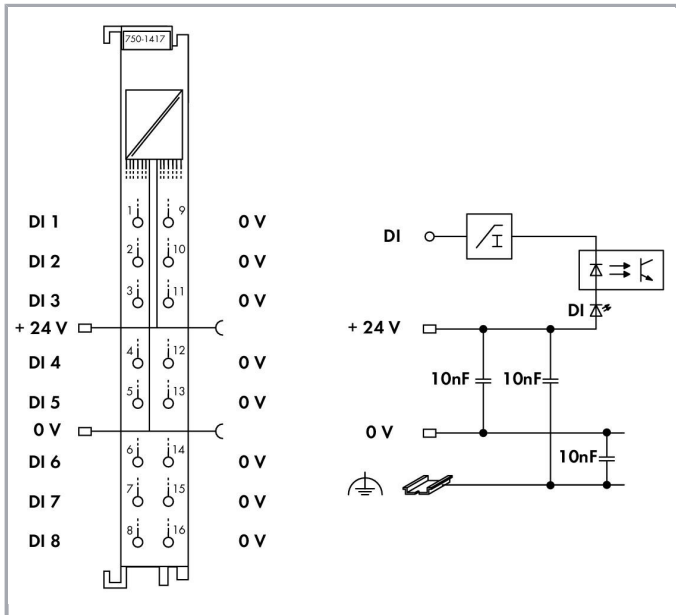 750-1417
DI 1 1 9 0 V
DI 2 2 10 0 V
DI 3 3 11 0 V
+ 24 V
DI 4 4 12 0 V
DI 5 5 13 0 V
0 V
DI 6 6 14 0 V
DI 7 7 15 0 V
DI 8 8 16 0 V
DI I
DI
+ 24 V
10nF 10nF
0 V
10nF